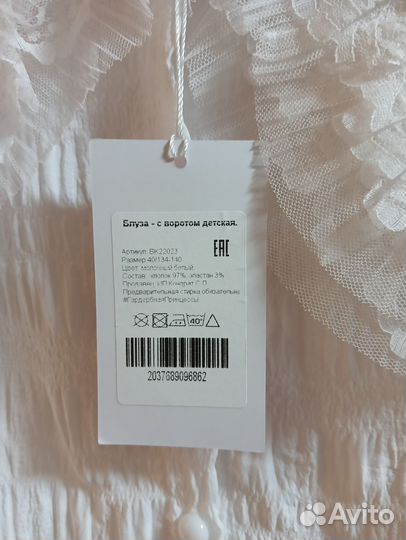 Блуза - с воротом детская.
Артикул: BK22023
Размер:40/134-140
Цвет: молочный белый
Состав: хлопок 97%, эластан 3%
Продавец: ИП Кондрат С.П.
Предварительная стирка обязательна
#ГардеробнаяПринцессы
EAC
40°
2037689096862
Avito